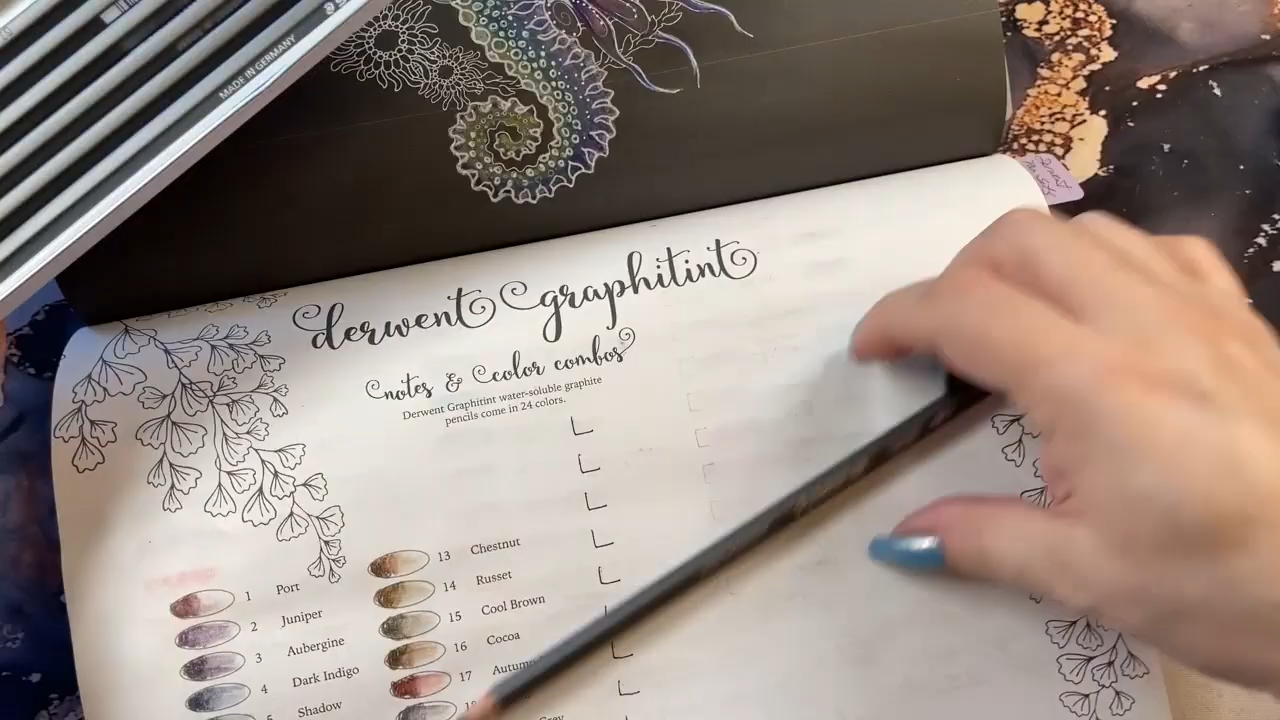 MADE IN GERMANY
derwent graphitint
notes & color combos
Derwent Graphitint water-soluble graphite
pencils come in 24 colors.
1 Port
2 Juniper
3 Aubergine
4 Dark Indigo
5 Shadow
13 Chestnut
14 Russet
15 Cool Brown
16 Cocoa
17